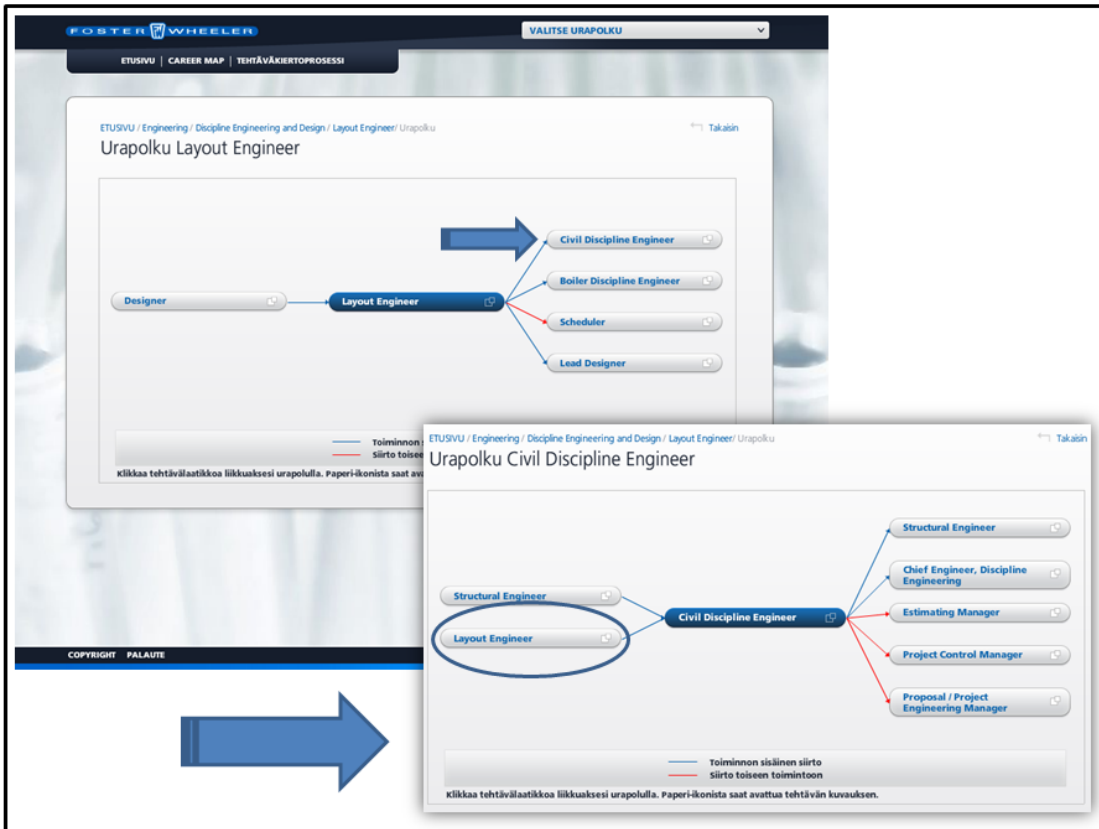 FOSTER WHEELER
VALITSE URAPOLKU
ETUSIVU | CAREER MAP | TEHTÄVÄKIERTOPROSESSI
ETUSIVU / Engineering / Discipline Engineering and Design / Layout Engineer/ Urapolku
Takaisin
Urapolku Layout Engineer
Civil Discipline Engineer
Boiler Discipline Engineer
Designer
Layout Engineer
Scheduler
Lead Designer
Toiminnon
Siirto
Klikkaa tehtävälaatikkoa liikkuaksesi urapolulla. Paperi-ikonista saat
COPYRIGHT PALAUTE
ETUSIVU / Engineering / Discipline Engineering and Design / Layout Engineer/ Urapolku
Takaisin
Urapolku Civil Discipline Engineer
Structural Engineer
Chief Engineer, Discipline
Engineering
Structural Engineer
Estimating Manager
Civil Discipline Engineer
Layout Engineer
Project Control Manager
Proposal / Project
Engineering Manager
Toiminnon sisäinen siirto
Siirto toiseen toimintoon
Klikkaa tehtävälaatikkoa liikkuaksesi urapolulla. Paperi-ikonista saat avattua tehtävän kuvauksen.